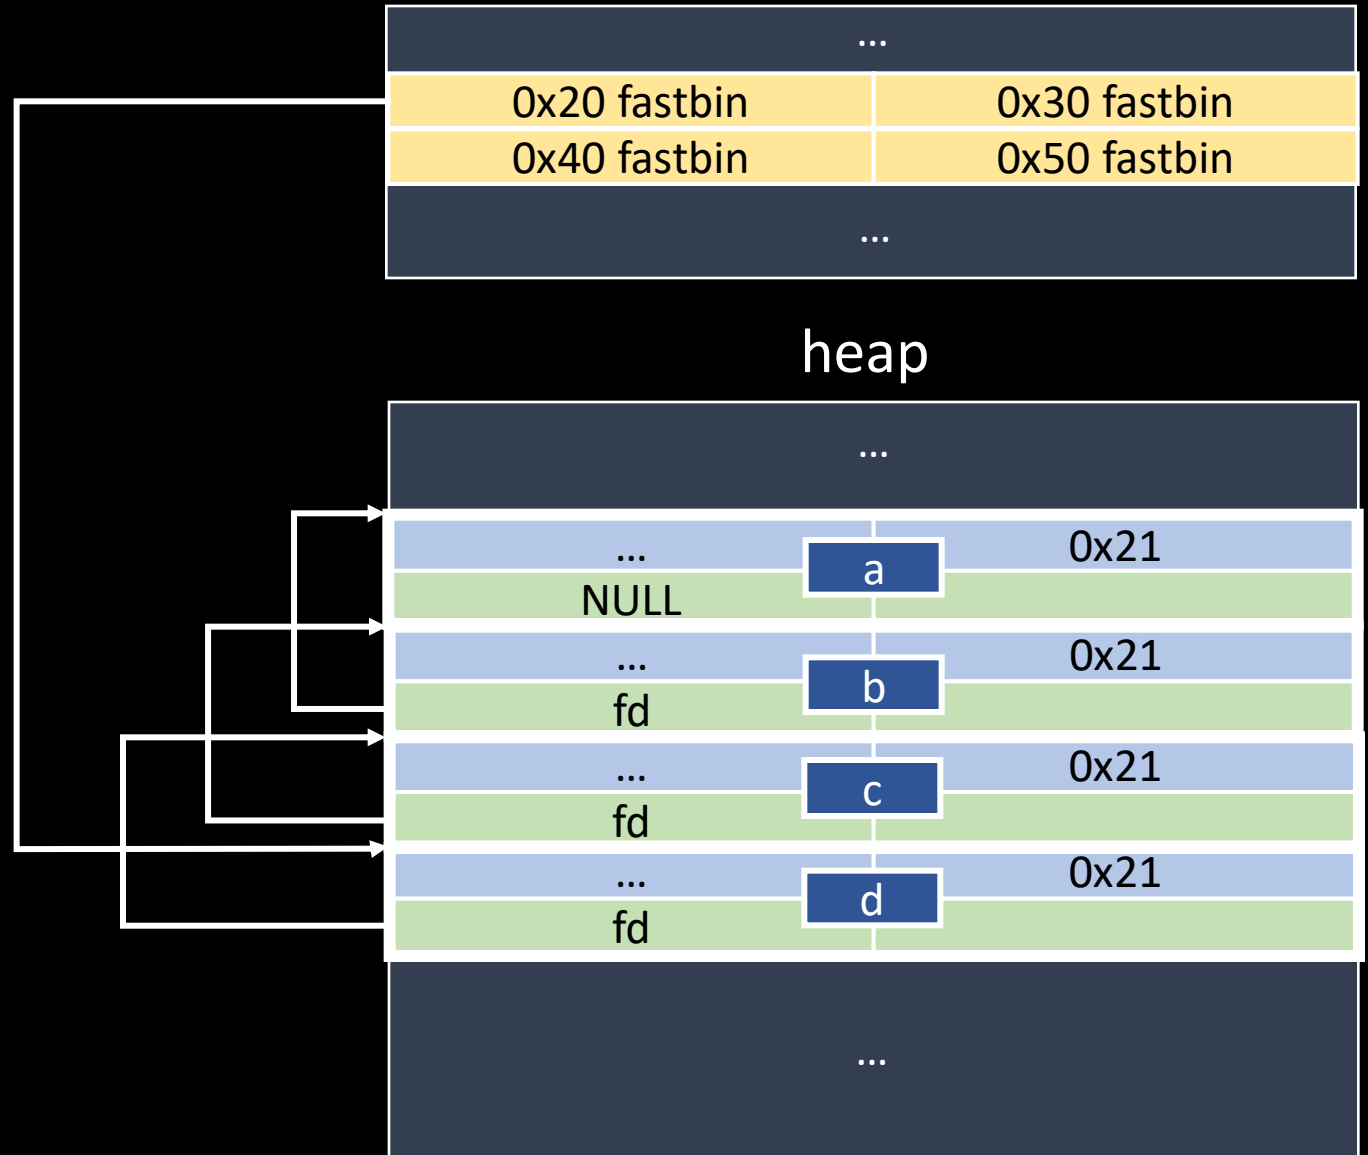 ...
0x20 fastbin 0x30 fastbin
0x40 fastbin 0x50 fastbin
...
heap
...
... a 0x21
NULL
... b 0x21
fd
... c 0x21
fd
... d 0x21
fd
...